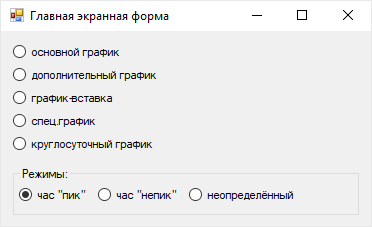 Главная экранная форма
основной график
дополнительный график
график-вставка
спец.график
круглосуточный график
Режимы:
час "пик" час "непик" неопределённый